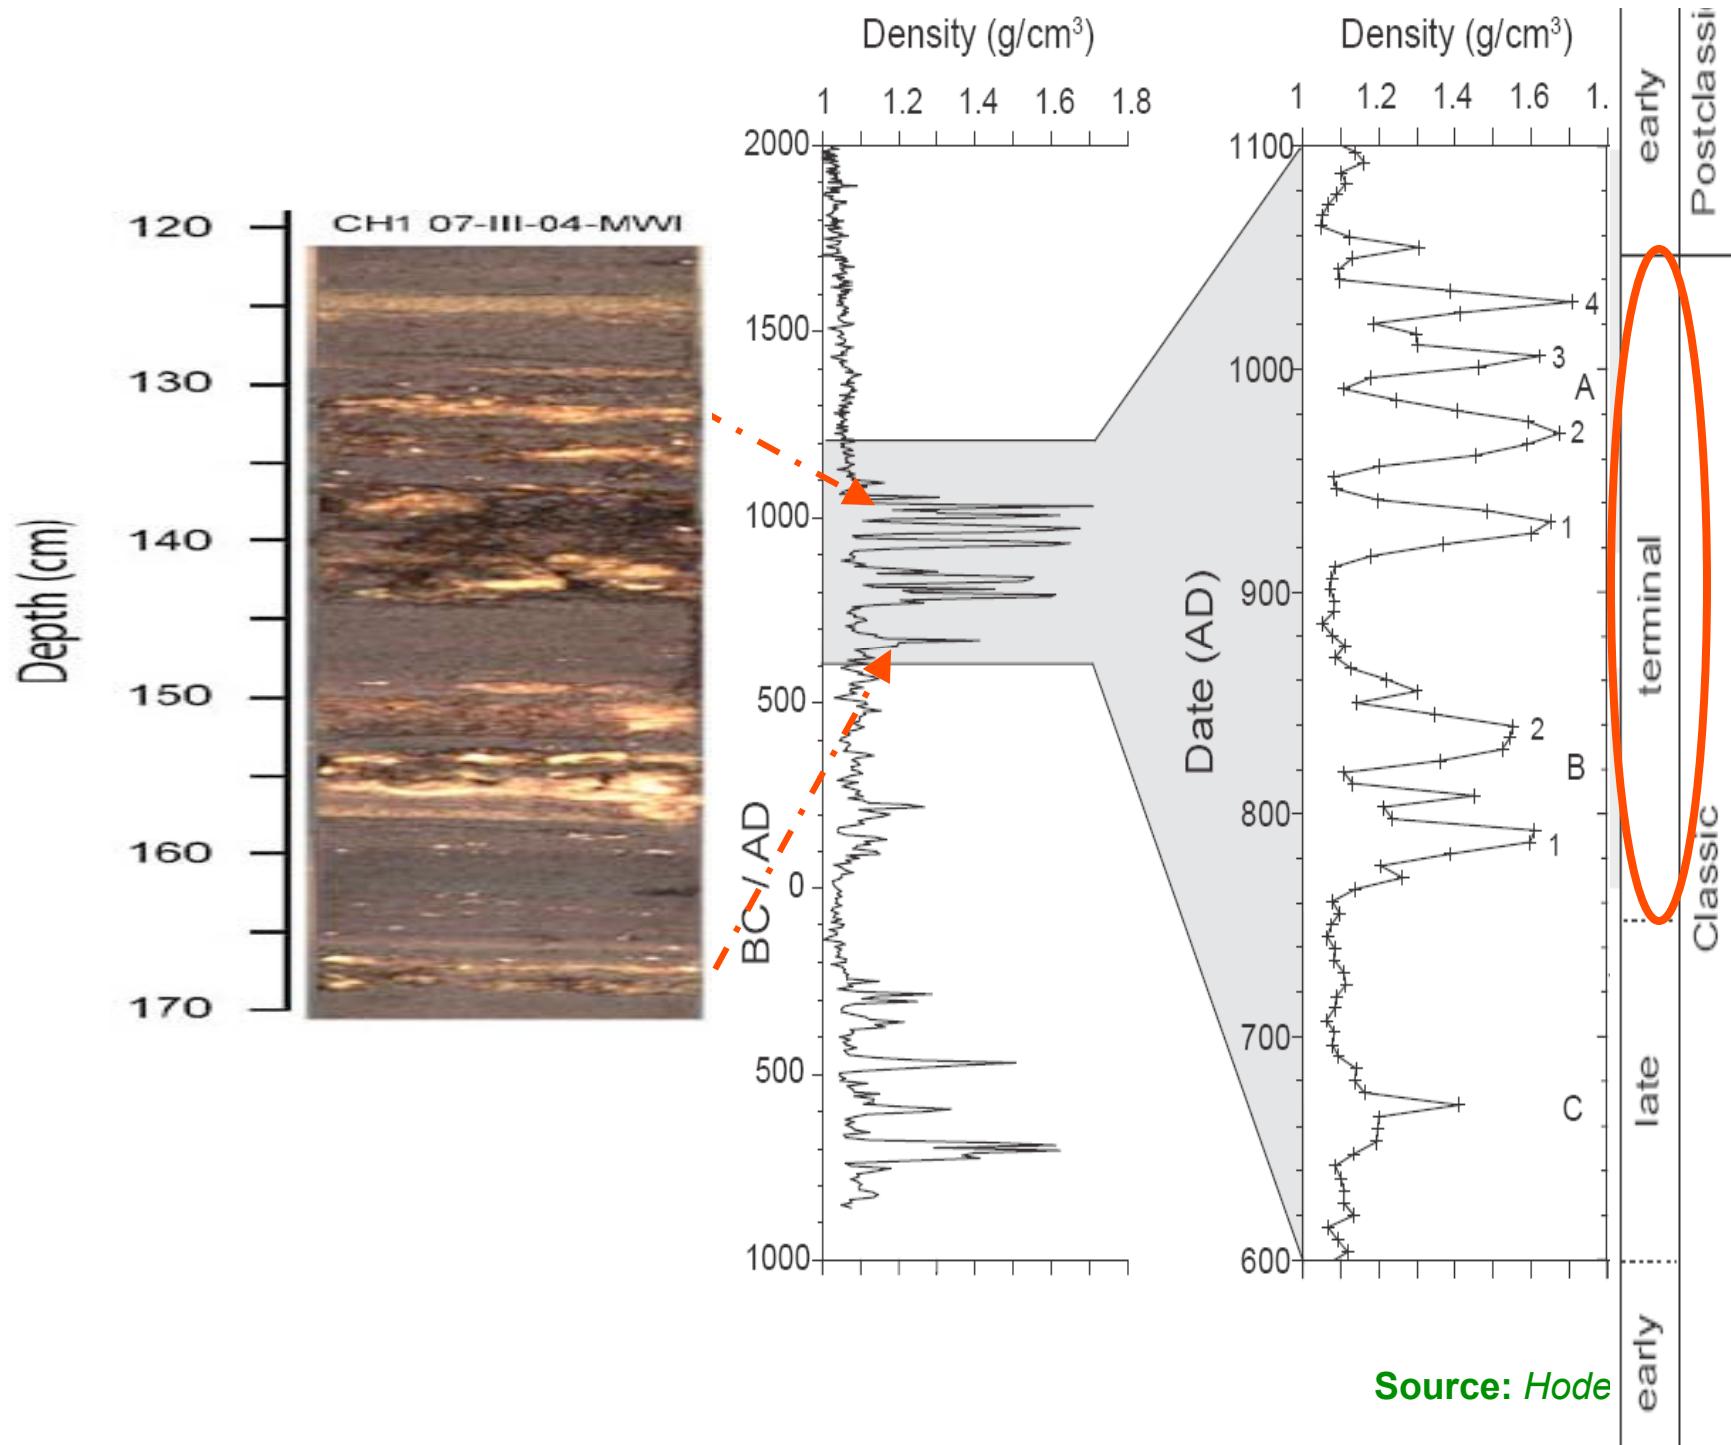 Density (g/cm³)
1 1.2 1.4 1.6 1.8
Density (g/cm³)
1 1.2 1.4 1.6 1.
CH1 07-III-04-MWI
Depth (cm)
120
130
140
150
160
170
BC / AD
2000
1500
1000
500
0
500
1000
Date (AD)
1100
1000
900
800
700
600
4
3
A
2
1
2
B
1
C
early
terminal
late
early
Postclassi
Classic
Source: Hode